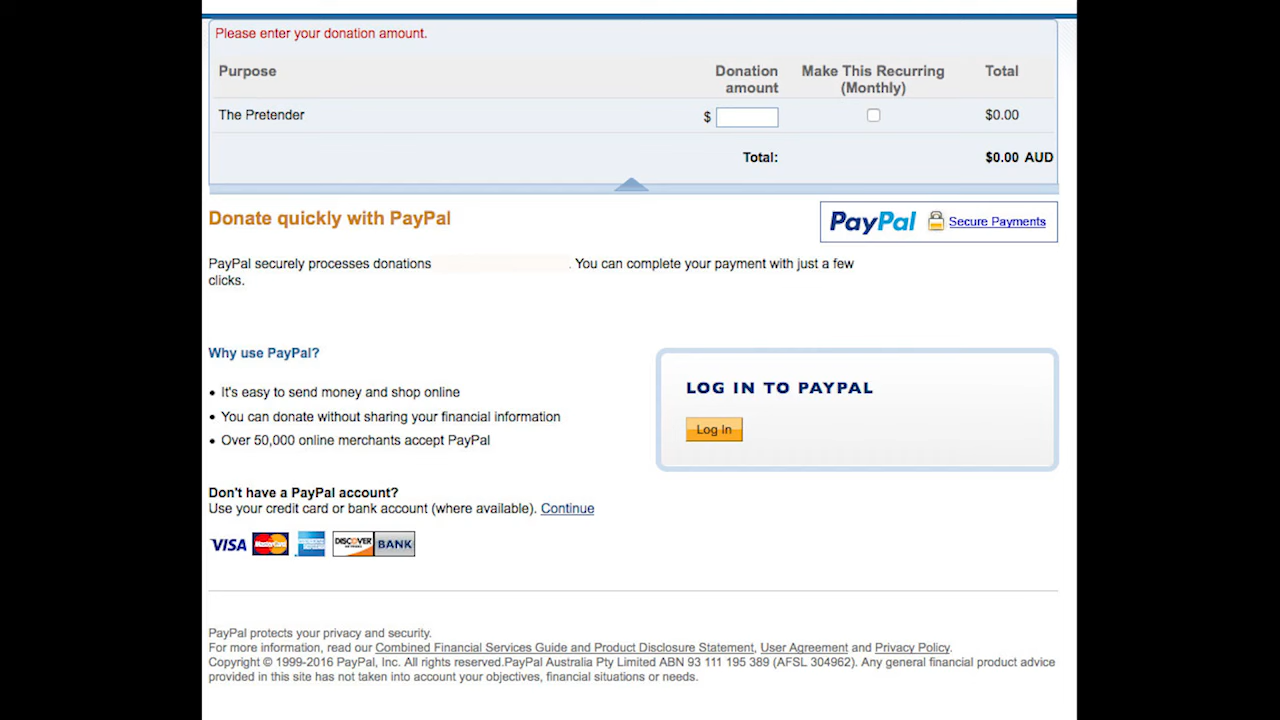 Please enter your donation amount.
Purpose Donation amount Make This Recurring (Monthly) Total
The Pretender $ $0.00
Total: $0.00 AUD
Donate quickly with PayPal
PayPal Secure Payments
PayPal securely processes donations . You can complete your payment with just a few
clicks.
Why use PayPal?
LOG IN TO PAYPAL
• It's easy to send money and shop online
• You can donate without sharing your financial information
• Over 50,000 online merchants accept PayPal
Log In
Don't have a PayPal account?
Use your credit card or bank account (where available). Continue
VISA MasterCard DISCOVER BANK
PayPal protects your privacy and security.
For more information, read our Combined Financial Services Guide and Product Disclosure Statement, User Agreement and Privacy Policy.
Copyright © 1999-2016 PayPal, Inc. All rights reserved.PayPal Australia Pty Limited ABN 93 111 195 389 (AFSL 304962). Any general financial product advice
provided in this site has not taken into account your objectives, financial situations or needs.